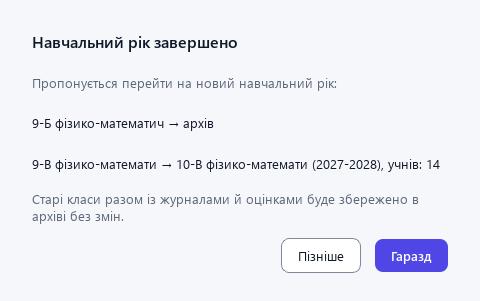 Навчальний рік завершено
Пропонується перейти на новий навчальний рік:
9-Б фізико-математич → архів
9-В фізико-математи → 10-В фізико-математи (2027-2028), учнів: 14
Старі класи разом із журналами й оцінками буде збережено в
архіві без змін.
Пізніше
Гаразд